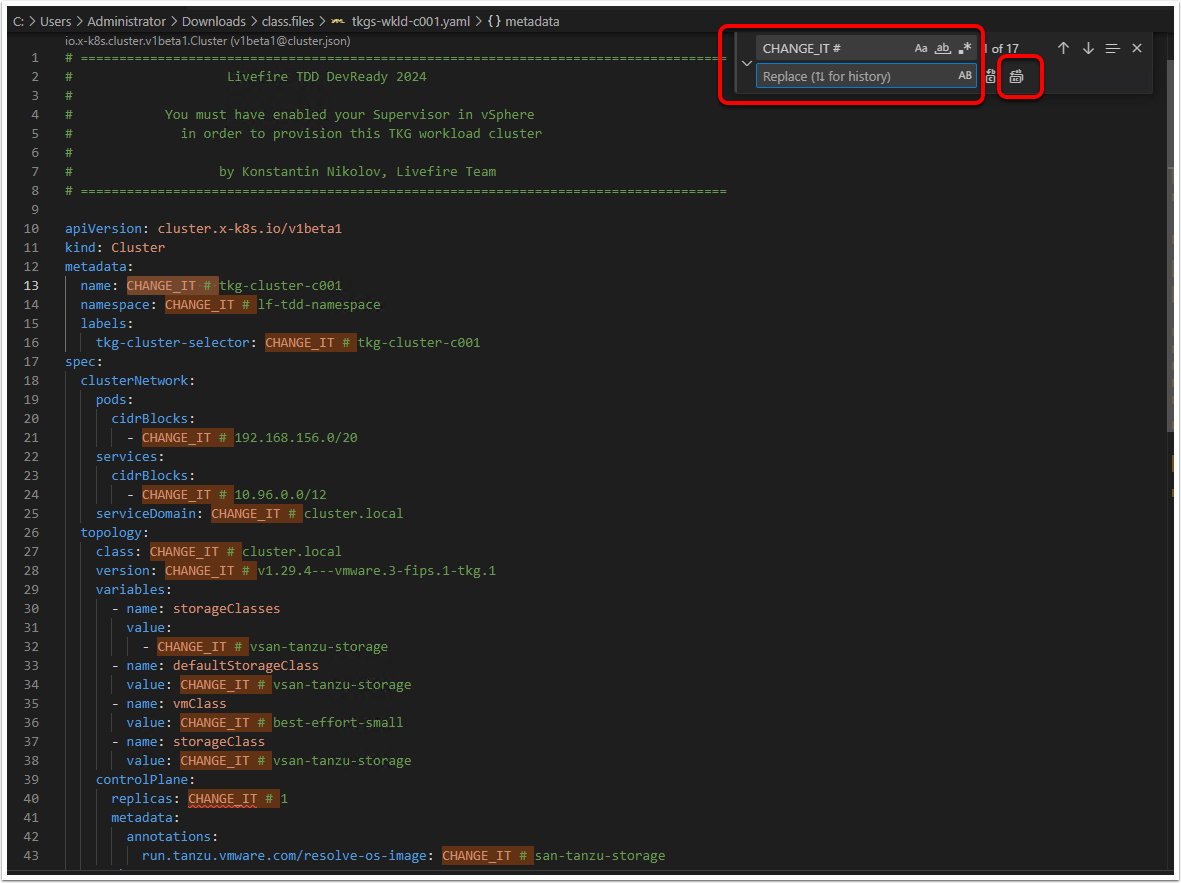 C: > Users > Administrator > Downloads > class.files > tkgs-wkld-c001.yaml > {} metadata
io.x-k8s.cluster.v1beta1.Cluster (v1beta1@cluster.json)
CHANGE_IT # Aa ab .* 1 of 17
Replace (⇅ for history) AB
1 # ====================================================================================
2 # Livefire TDD DevReady 2024
3 #
4 # You must have enabled your Supervisor in vSphere
5 # in order to provision this TKG workload cluster
6 #
7 # by Konstantin Nikolov, Livefire Team
8 # ====================================================================================
9
10 apiVersion: cluster.x-k8s.io/v1beta1
11 kind: Cluster
12 metadata:
13 name: CHANGE_IT # tkg-cluster-c001
14 namespace: CHANGE_IT # lf-tdd-namespace
15 labels:
16 tkg-cluster-selector: CHANGE_IT # tkg-cluster-c001
17 spec:
18 clusterNetwork:
19 pods:
20 cidrBlocks:
21 - CHANGE_IT # 192.168.156.0/20
22 services:
23 cidrBlocks:
24 - CHANGE_IT # 10.96.0.0/12
25 serviceDomain: CHANGE_IT # cluster.local
26 topology:
27 class: CHANGE_IT # cluster.local
28 version: CHANGE_IT # v1.29.4---vmware.3-fips.1-tkg.1
29 variables:
30 - name: storageClasses
31 value:
32 - CHANGE_IT # vsan-tanzu-storage
33 - name: defaultStorageClass
34 value: CHANGE_IT # vsan-tanzu-storage
35 - name: vmClass
36 value: CHANGE_IT # best-effort-small
37 - name: storageClass
38 value: CHANGE_IT # vsan-tanzu-storage
39 controlPlane:
40 replicas: CHANGE_IT # 1
41 metadata:
42 annotations:
43 run.tanzu.vmware.com/resolve-os-image: CHANGE_IT # san-tanzu-storage